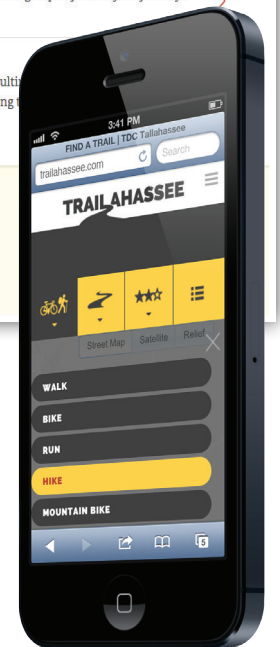 3:41 PM
FIND A TRAIL | TDC Tallahassee
trailahassee.com
Search
TRAILAHASSEE
Street Map Satellite Relief
WALK
BIKE
RUN
HIKE
MOUNTAIN BIKE
5